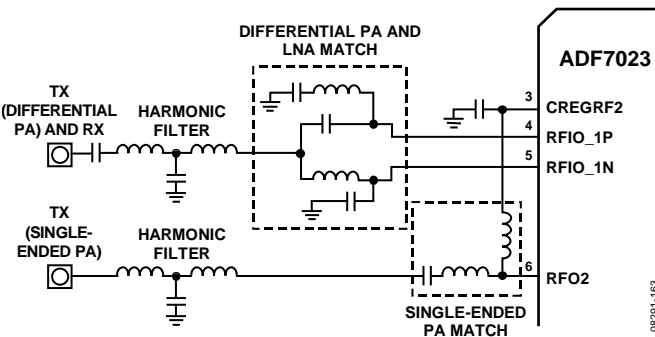 DIFFERENTIAL PA AND
LNA MATCH
ADF7023
TX
(DIFFERENTIAL
PA) AND RX
HARMONIC
FILTER
3
CREGRF2
4
RFIO_1P
5
RFIO_1N
TX
(SINGLE-
ENDED PA)
HARMONIC
FILTER
6
RFO2
SINGLE-ENDED
PA MATCH
08291-163